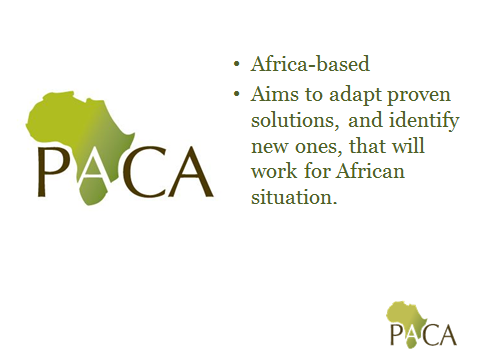 PACA
• Africa-based
• Aims to adapt proven
solutions, and identify
new ones, that will
work for African
situation.
PACA